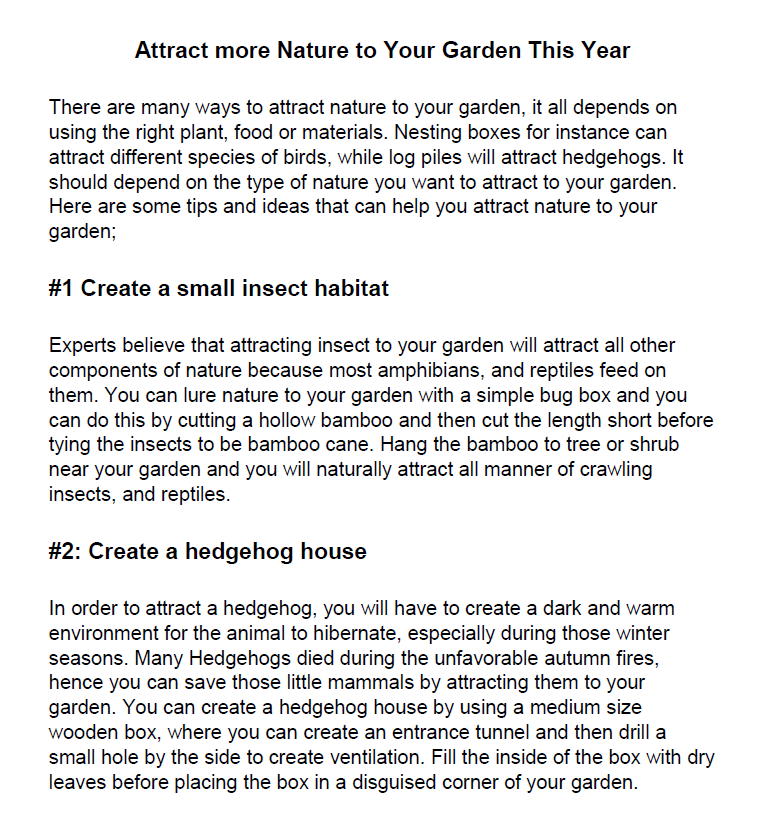 Attract more Nature to Your Garden This Year
There are many ways to attract nature to your garden, it all depends on
using the right plant, food or materials. Nesting boxes for instance can
attract different species of birds, while log piles will attract hedgehogs. It
should depend on the type of nature you want to attract to your garden.
Here are some tips and ideas that can help you attract nature to your
garden;
#1 Create a small insect habitat
Experts believe that attracting insect to your garden will attract all other
components of nature because most amphibians, and reptiles feed on
them. You can lure nature to your garden with a simple bug box and you
can do this by cutting a hollow bamboo and then cut the length short before
tying the insects to be bamboo cane. Hang the bamboo to tree or shrub
near your garden and you will naturally attract all manner of crawling
insects, and reptiles.
#2: Create a hedgehog house
In order to attract a hedgehog, you will have to create a dark and warm
environment for the animal to hibernate, especially during those winter
seasons. Many Hedgehogs died during the unfavorable autumn fires,
hence you can save those little mammals by attracting them to your
garden. You can create a hedgehog house by using a medium size
wooden box, where you can create an entrance tunnel and then drill a
small hole by the side to create ventilation. Fill the inside of the box with dry
leaves before placing the box in a disguised corner of your garden.